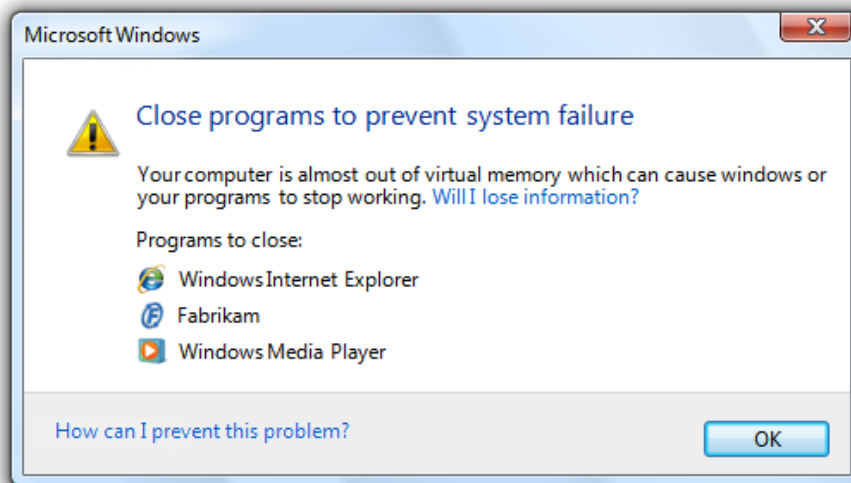 Microsoft Windows
X
Close programs to prevent system failure
Your computer is almost out of virtual memory which can cause windows or
your programs to stop working. Will I lose information?
Programs to close:
Windows Internet Explorer
Fabrikam
Windows Media Player
How can I prevent this problem?
OK